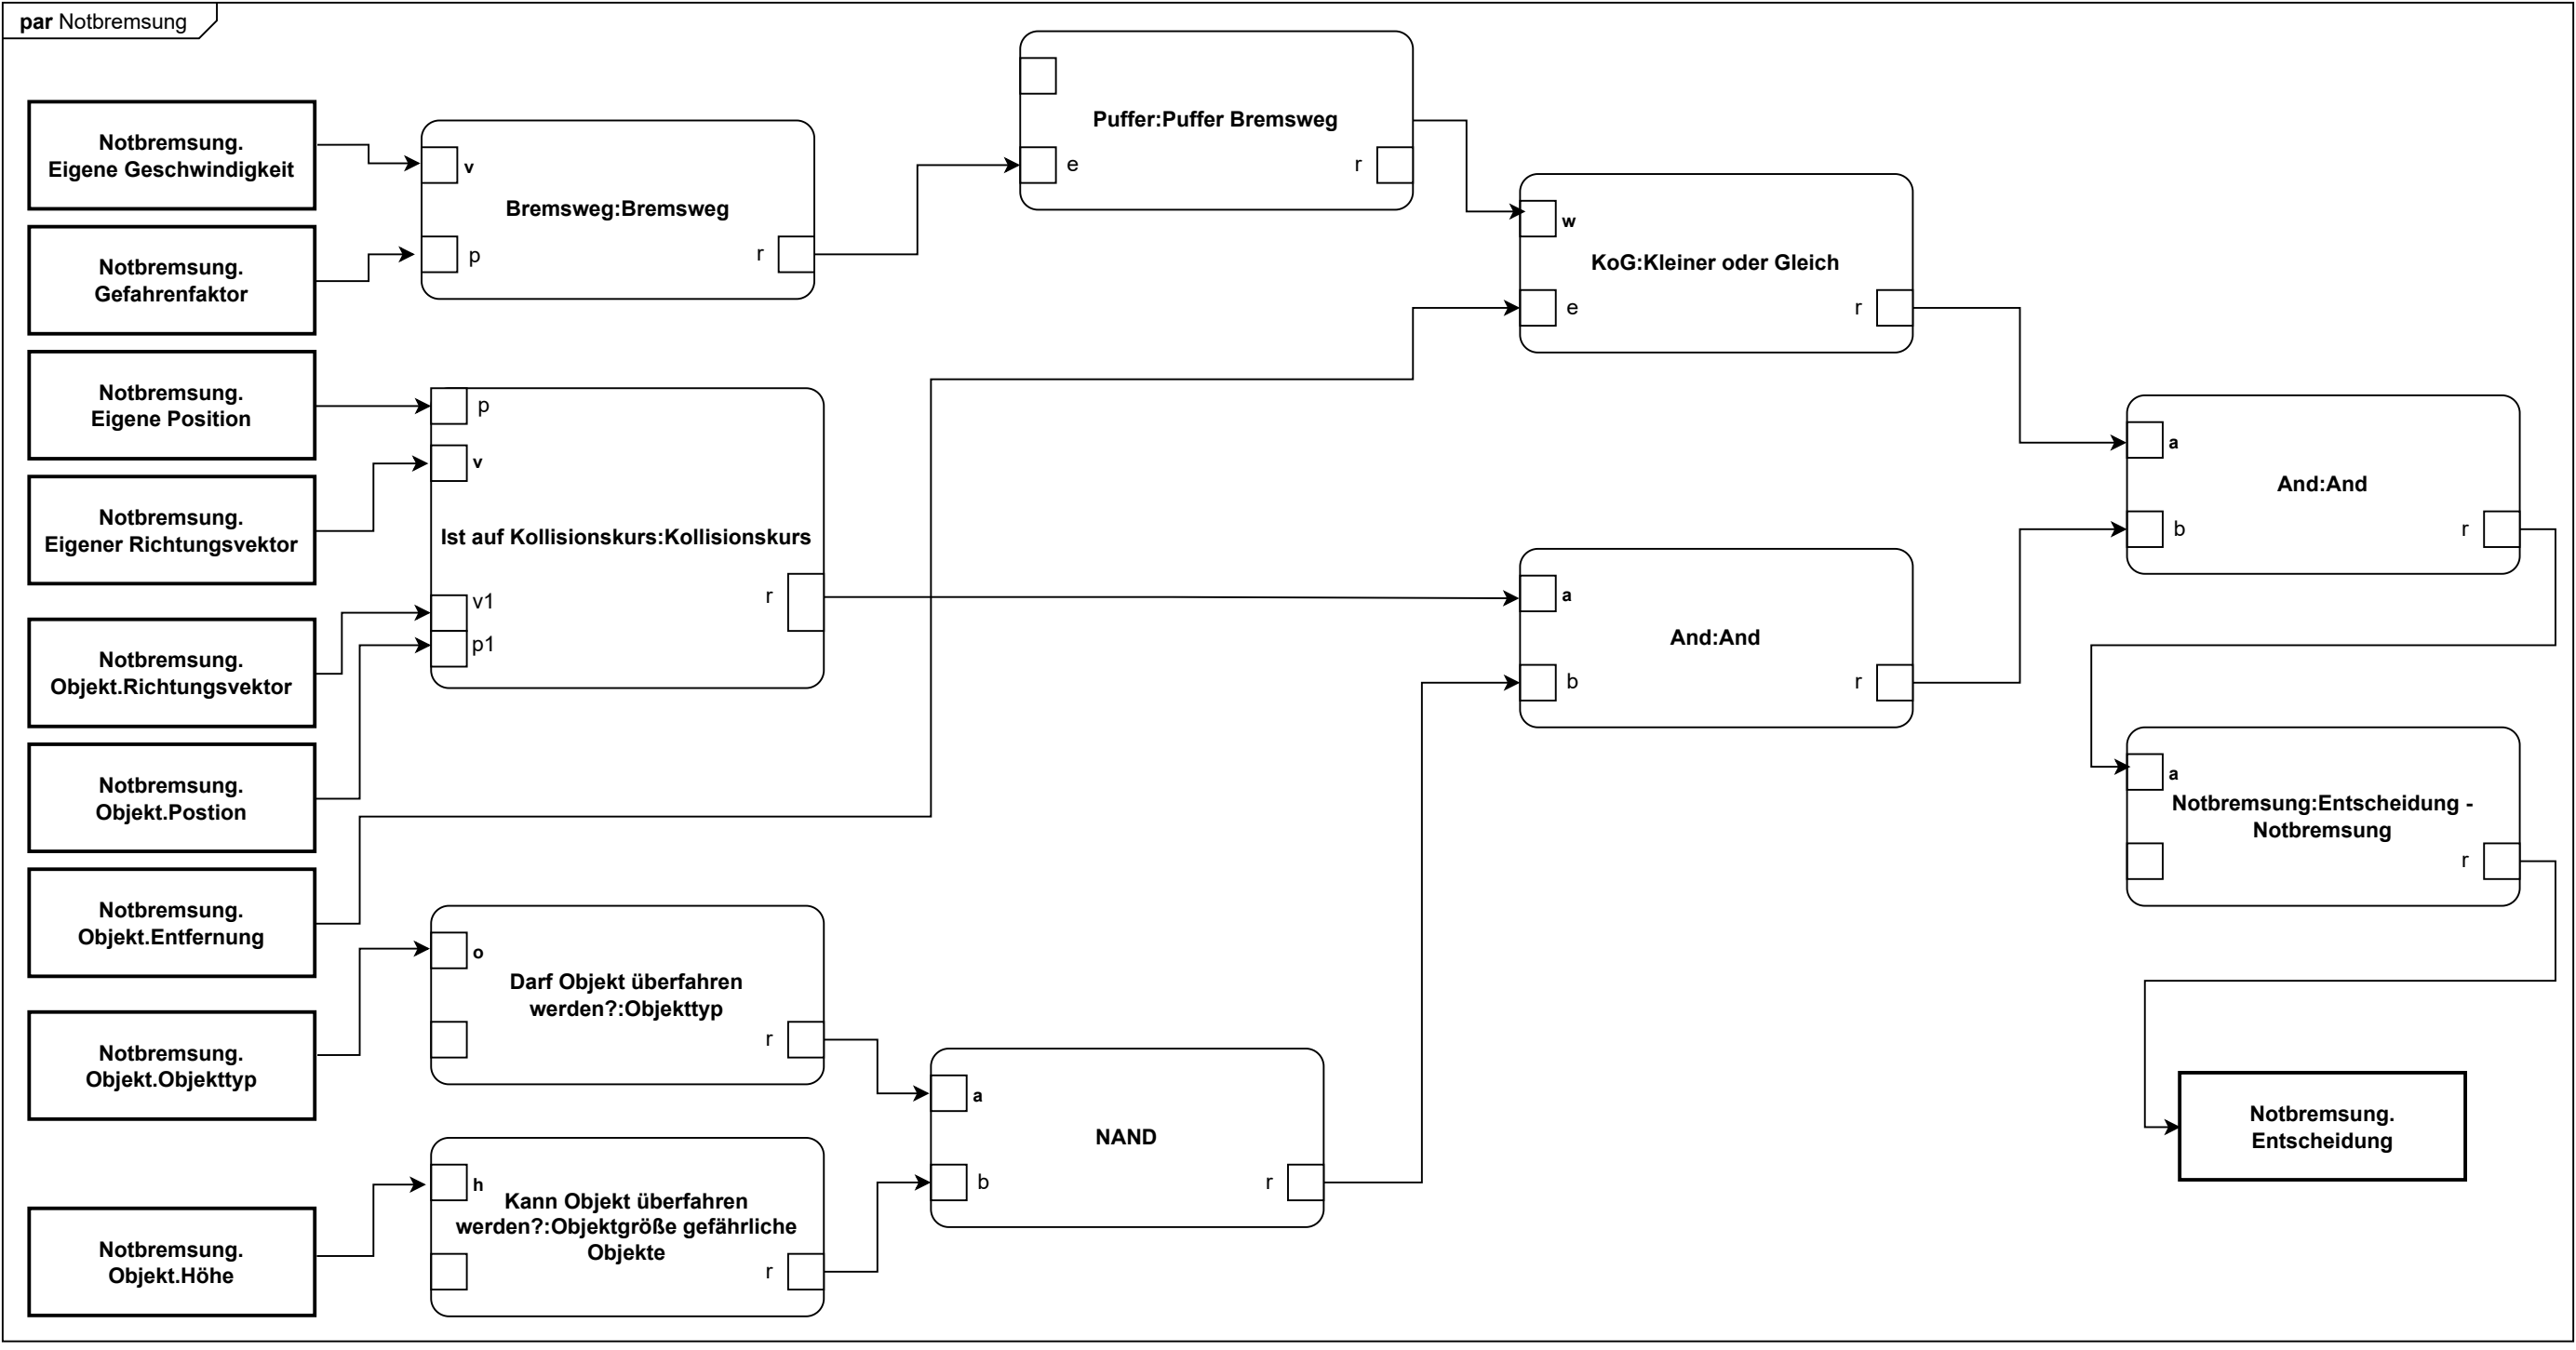 par Notbremsung
Notbremsung.
Eigene Geschwindigkeit
Notbremsung.
Gefahrenfaktor
Notbremsung.
Eigene Position
Notbremsung.
Eigener Richtungsvektor
Notbremsung.
Objekt.Richtungsvektor
Notbremsung.
Objekt.Postion
Notbremsung.
Objekt.Entfernung
Notbremsung.
Objekt.Objekttyp
Notbremsung.
Objekt.Höhe
v
Bremsweg:Bremsweg
p
r
p
v
Ist auf Kollisionskurs:Kollisionskurs
v1
r
p1
o
Darf Objekt überfahren
werden?:Objekttyp
r
h
Kann Objekt überfahren
werden?:Objektgröße gefährliche
Objekte
r
Puffer:Puffer Bremsweg
e
r
a
NAND
b
r
w
KoG:Kleiner oder Gleich
e
r
a
And:And
b
r
a
And:And
b
r
a
Notbremsung:Entscheidung -
Notbremsung
r
Notbremsung.
Entscheidung